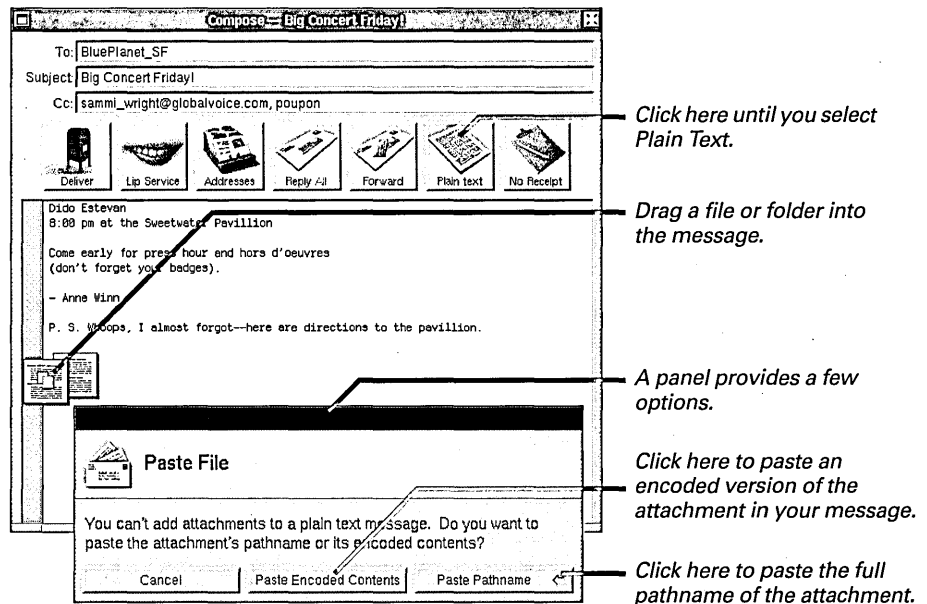 Compose — Big Concert Friday!
To: BluePlanet_SF
Subject: Big Concert Friday!
Cc: sammi_wright@globalvoice.com, poupon
Deliver
Lip Service
Addresses
Reply All
Forward
Plain text
No Receipt
Click here until you select
Plain Text.
Dido Estevan
8:00 pm at the Sweetwater Pavillion
Come early for press hour and hors d'oeuvres
(don't forget your badges).
– Anne Winn
P. S. Whoops, I almost forgot--here are directions to the pavillion.
Drag a file or folder into
the message.
A panel provides a few
options.
Paste File
You can't add attachments to a plain text message. Do you want to
paste the attachment's pathname or its encoded contents?
Cancel
Paste Encoded Contents
Paste Pathname
Click here to paste an
encoded version of the
attachment in your message.
Click here to paste the full
pathname of the attachment.